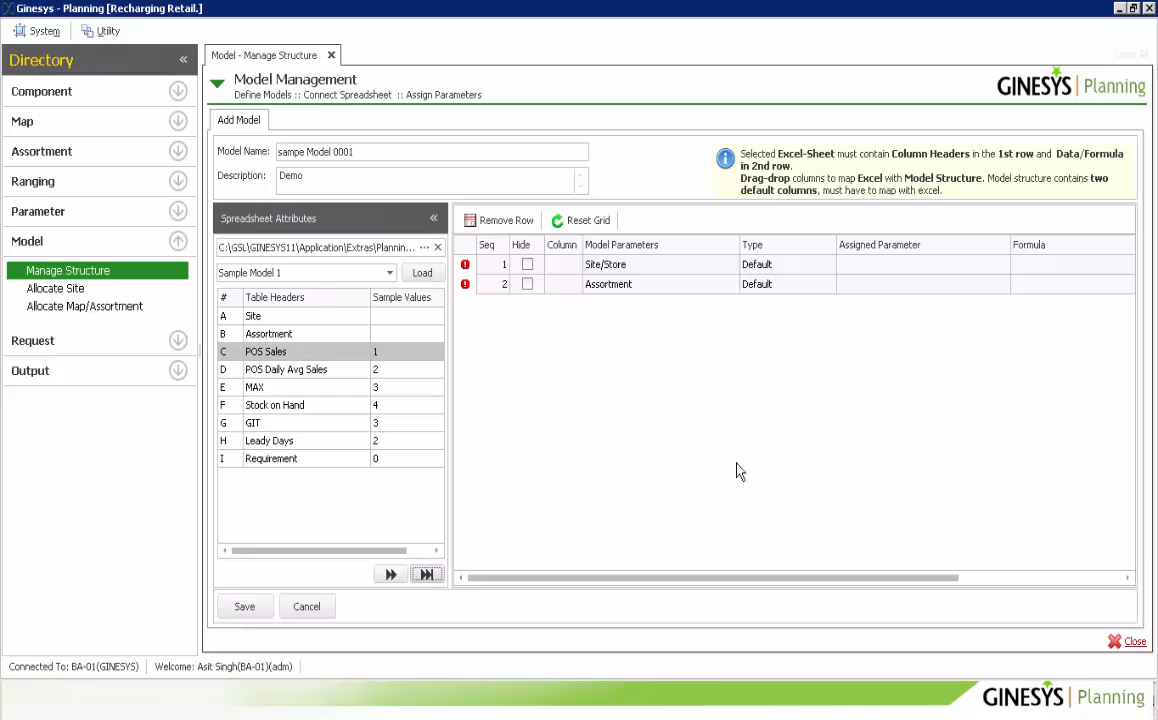 Ginesys - Planning [Recharging Retail.]
System Utility
Directory «
Component
Map
Assortment
Ranging
Parameter
Model
Manage Structure
Allocate Site
Allocate Map/Assortment
Request
Output
Model - Manage Structure
Close All
Model Management
Define Models :: Connect Spreadsheet :: Assign Parameters
GINESYS | Planning
Add Model
Model Name: sampe Model 0001
Description: Demo
Selected Excel-Sheet must contain Column Headers in the 1st row and Data/Formula
in 2nd row.
Drag-drop columns to map Excel with Model Structure. Model structure contains two
default columns, must have to map with excel.
Spreadsheet Attributes «
C:\GSL\GINESYS11\Application\Extras\Plannin... ...
Sample Model 1 Load
# Table Headers Sample Values
A Site
B Assortment
C POS Sales 1
D POS Daily Avg Sales 2
E MAX 3
F Stock on Hand 4
G GIT 3
H Leady Days 2
I Requirement 0
Remove Row Reset Grid
Seq Hide Column Model Parameters Type Assigned Parameter Formula
1 Site/Store Default
2 Assortment Default
Save Cancel
Close
Connected To: BA-01(GINESYS) Welcome: Asit Singh(BA-01)(adm)
GINESYS | Planning